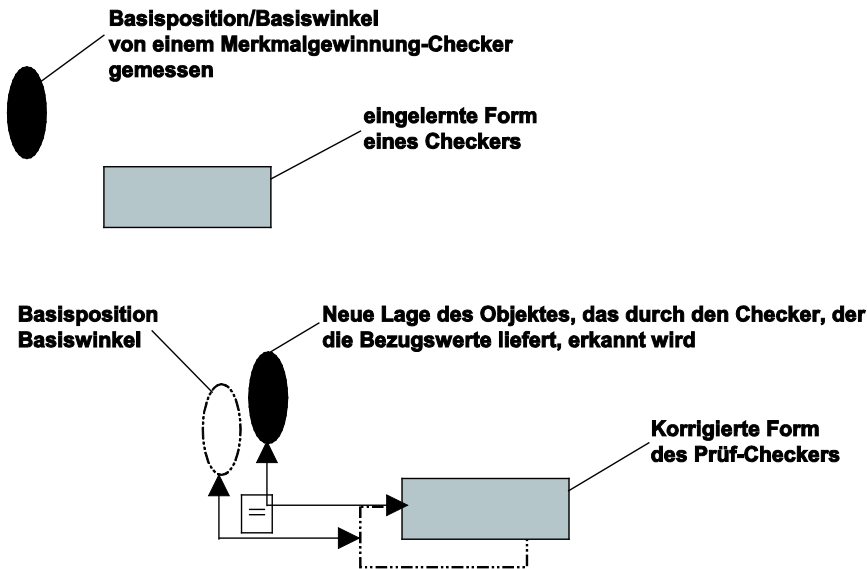 Basisposition/Basiswinkel
von einem Merkmalgewinnung-Checker
gemessen
eingelernte Form
eines Checkers
Basisposition
Basiswinkel
Neue Lage des Objektes, das durch den Checker, der
die Bezugswerte liefert, erkannt wird
Korrigierte Form
des Prüf-Checkers
=